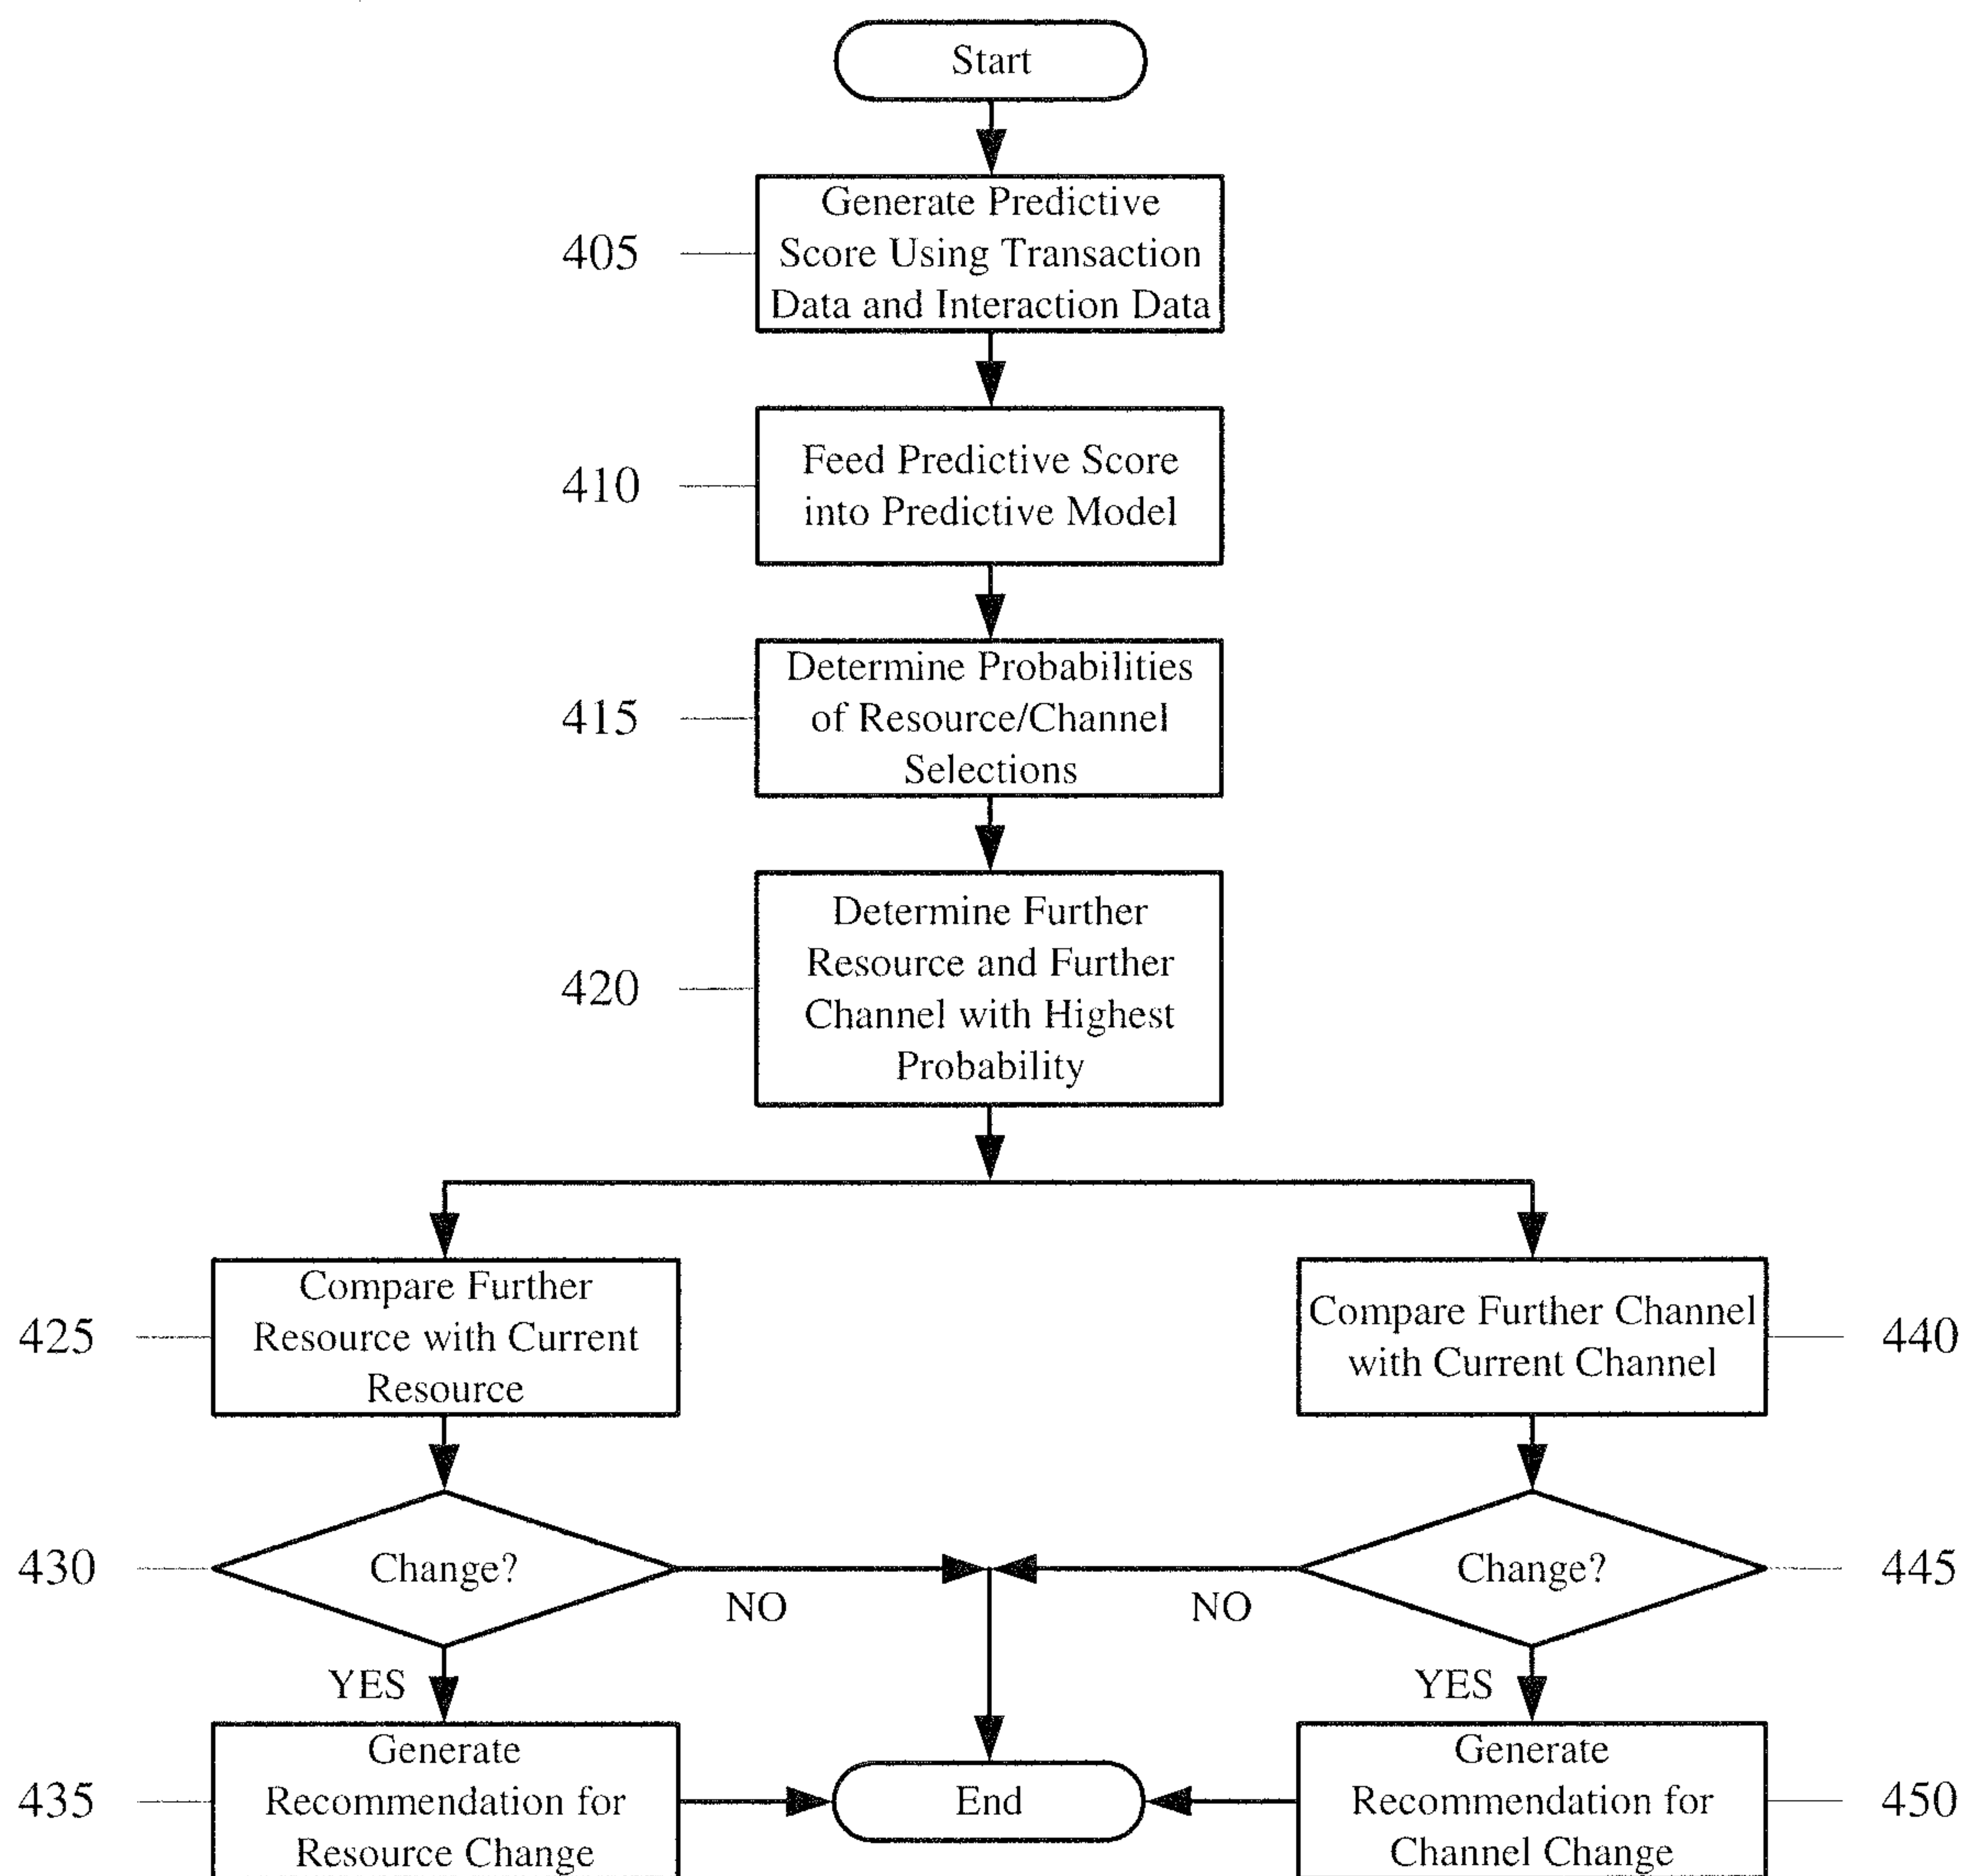 Start
405
Generate Predictive
Score Using Transaction
Data and Interaction Data
410
Feed Predictive Score
into Predictive Model
415
Determine Probabilities
of Resource/Channel
Selections
420
Determine Further
Resource and Further
Channel with Highest
Probability
425
Compare Further
Resource with Current
Resource
Compare Further Channel
with Current Channel
440
430
Change?
NO
NO
Change?
445
YES
YES
435
Generate
Recommendation for
Resource Change
End
Generate
Recommendation for
Channel Change
450